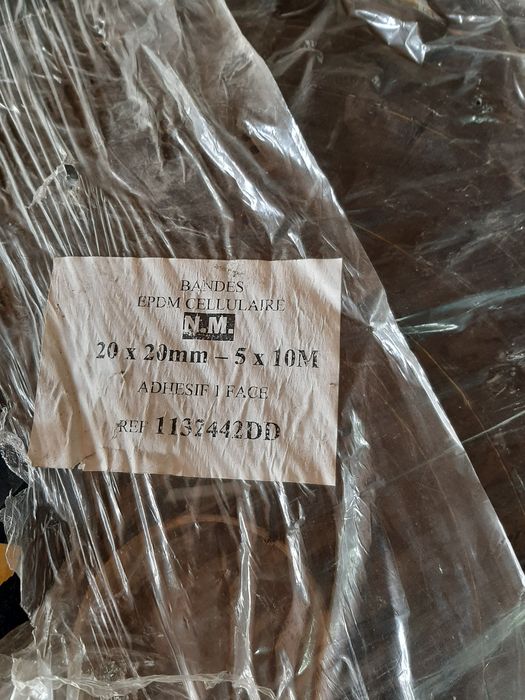 BANDES
EPDM CELLULAIRE
N.M.
20 x 20mm – 5 x 10M
ADHESIF 1 FACE
REF 1132442DD